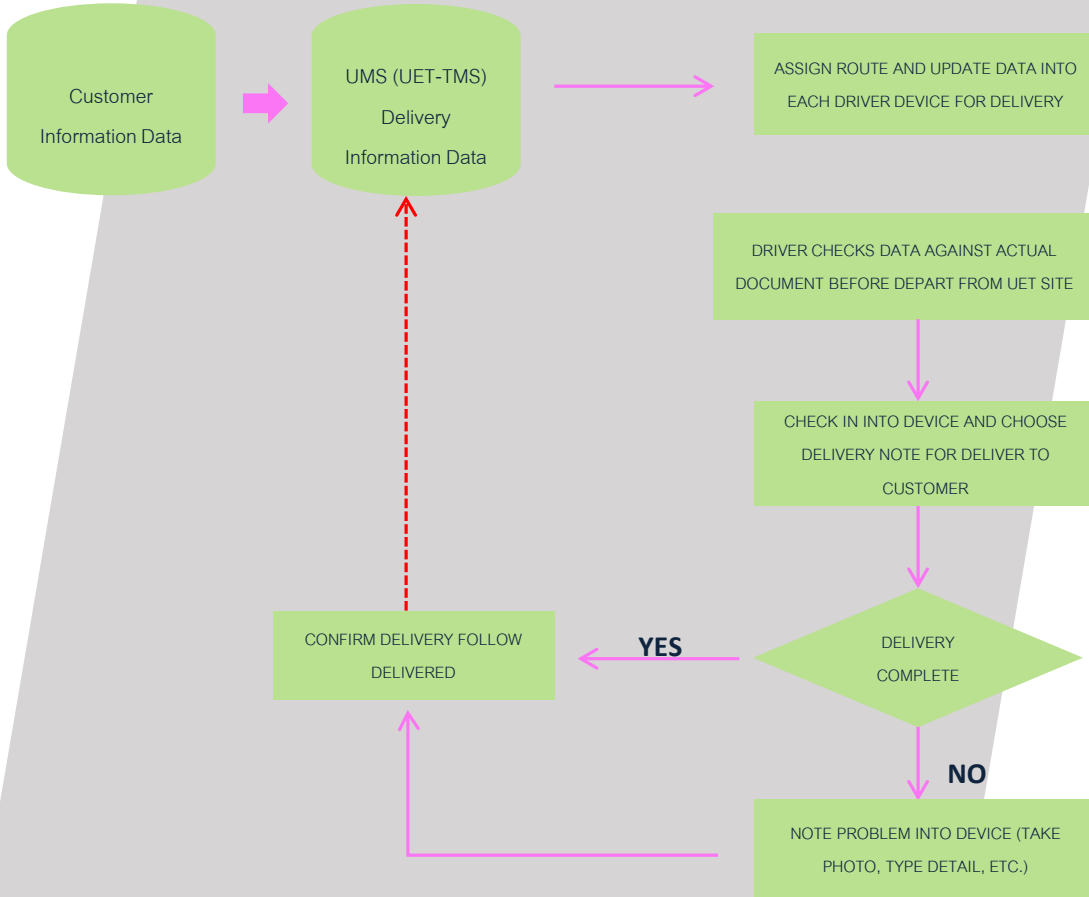 Customer
Information Data
UMS (UET-TMS)
Delivery
Information Data
ASSIGN ROUTE AND UPDATE DATA INTO
EACH DRIVER DEVICE FOR DELIVERY
DRIVER CHECKS DATA AGAINST ACTUAL
DOCUMENT BEFORE DEPART FROM UET SITE
CHECK IN INTO DEVICE AND CHOOSE
DELIVERY NOTE FOR DELIVER TO
CUSTOMER
DELIVERY
COMPLETE
YES
CONFIRM DELIVERY FOLLOW
DELIVERED
NO
NOTE PROBLEM INTO DEVICE (TAKE
PHOTO, TYPE DETAIL, ETC.)